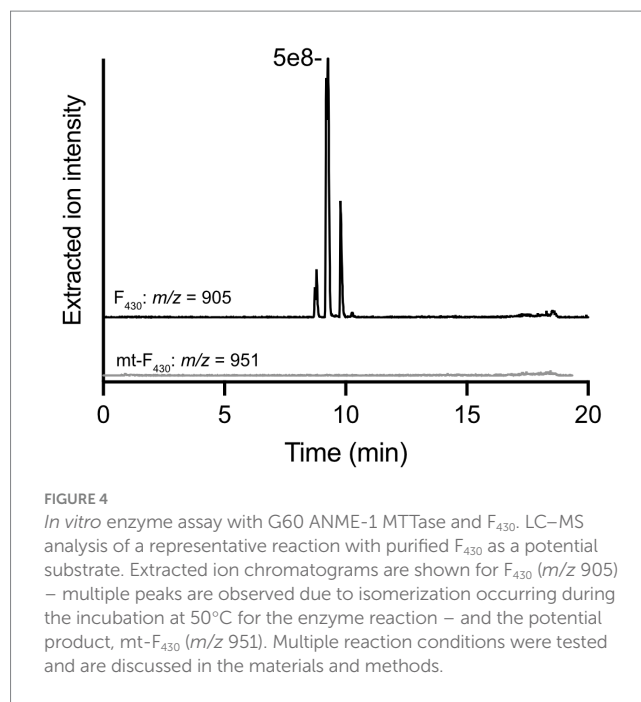 5e8-
Extracted ion intensity
F430: m/z = 905
mt-F430: m/z = 951
0 5 10 15 20
Time (min)
FIGURE 4
In vitro enzyme assay with G60 ANME-1 MTTase and F430. LC–MS
analysis of a representative reaction with purified F430 as a potential
substrate. Extracted ion chromatograms are shown for F430 (m/z 905)
– multiple peaks are observed due to isomerization occurring during
the incubation at 50°C for the enzyme reaction – and the potential
product, mt-F430 (m/z 951). Multiple reaction conditions were tested
and are discussed in the materials and methods.